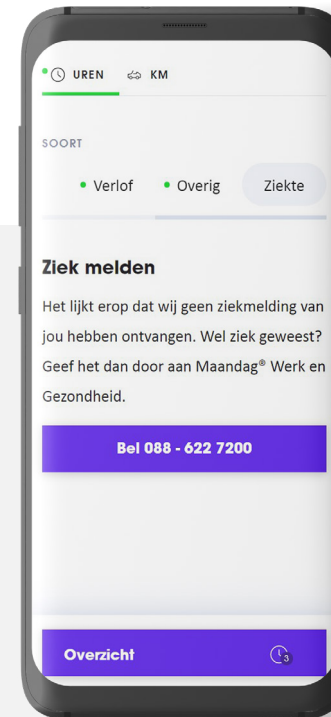 UREN KM
SOORT
Verlof Overig Ziekte
Ziek melden
Het lijkt erop dat wij geen ziekmelding van
jou hebben ontvangen. Wel ziek geweest?
Geef het dan door aan Maandag® Werk en
Gezondheid.
Bel 088 - 622 7200
Overzicht 3